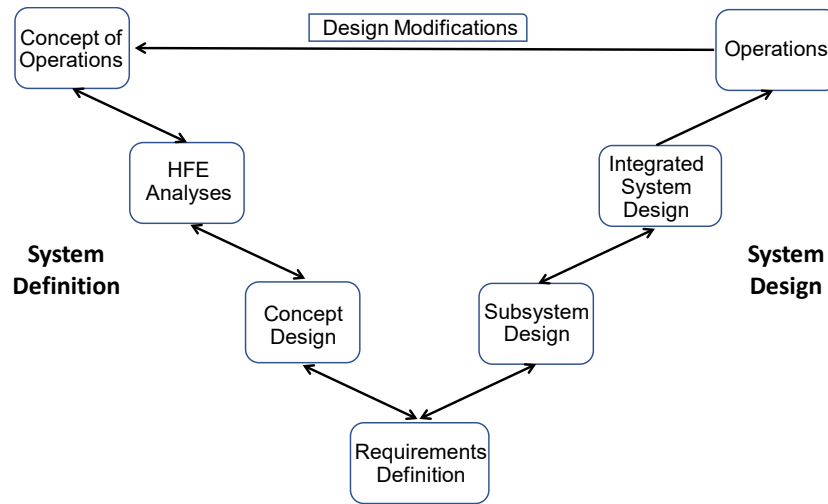 Concept of
Operations
Design Modifications
Operations
HFE
Analyses
Integrated
System
Design
System
Definition
System
Design
Concept
Design
Subsystem
Design
Requirements
Definition